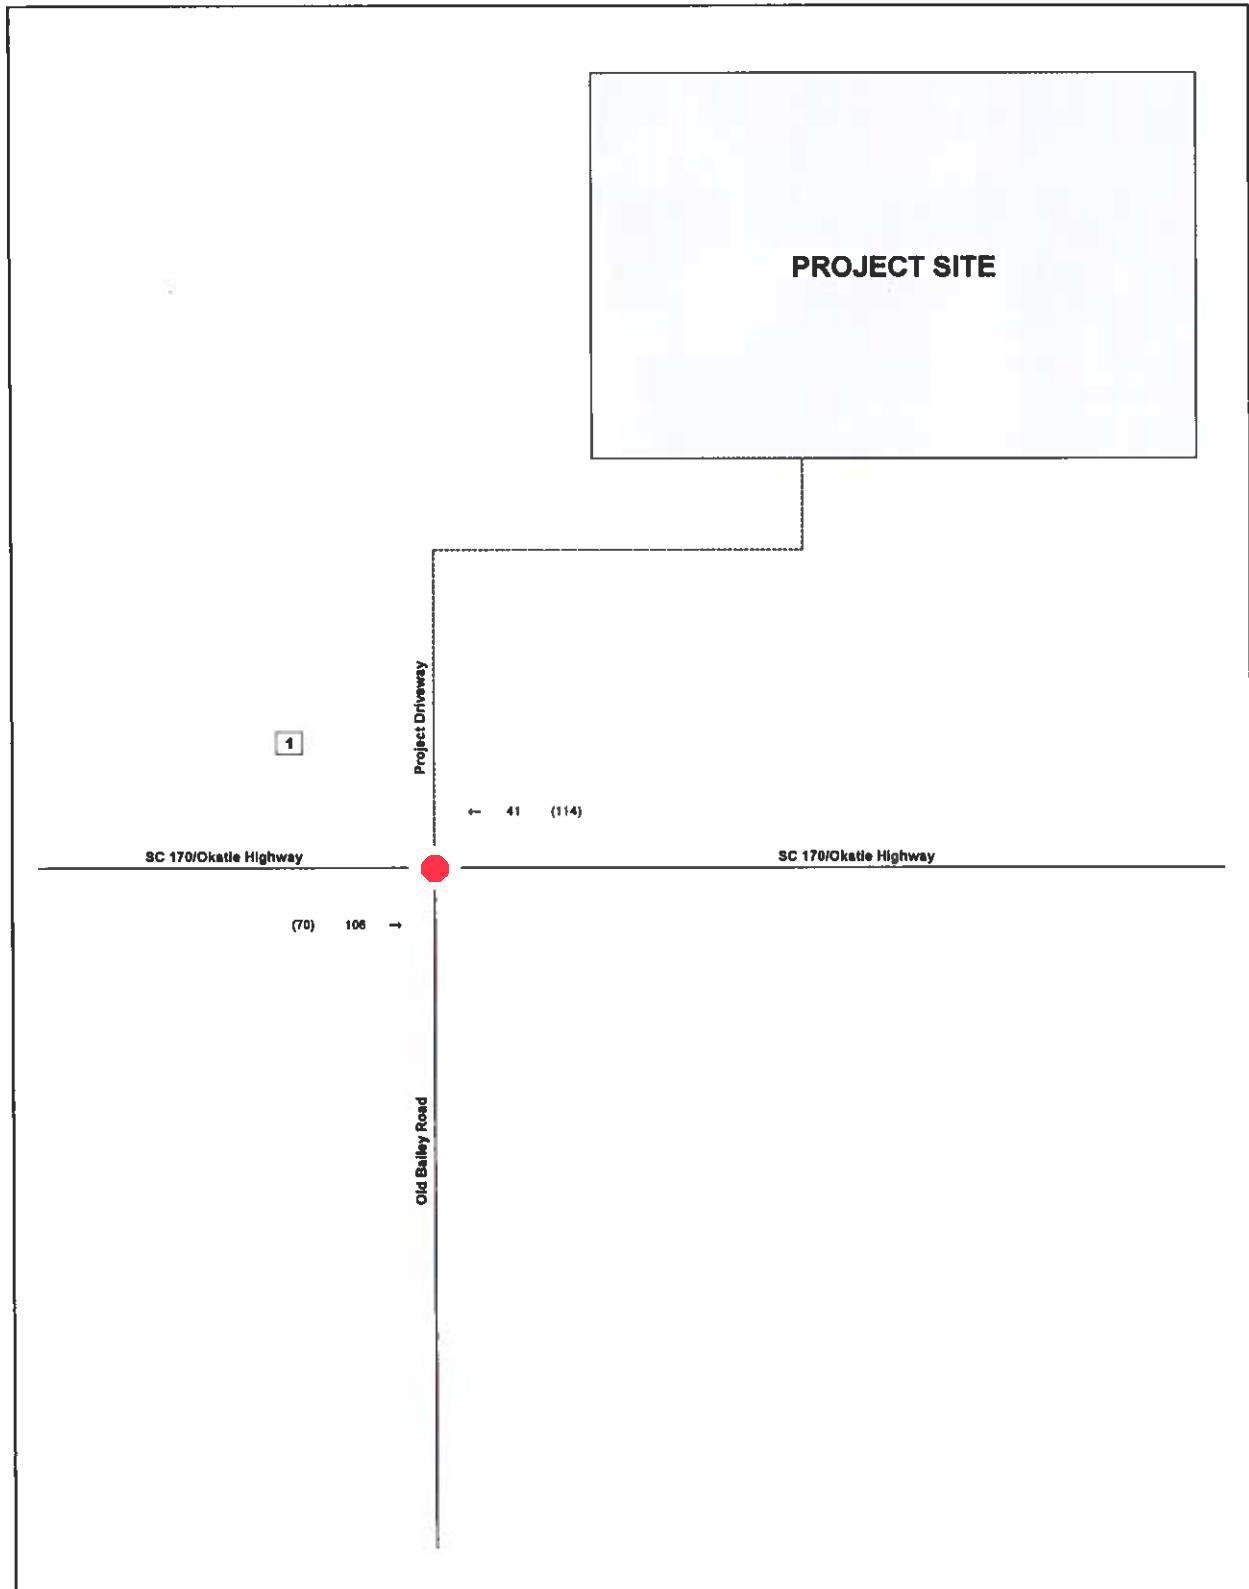 PROJECT SITE
Project Driveway
1
← 41 (114)
SC 170/Okatie Highway
SC 170/Okatie Highway
(70) 106 →
Old Bailey Road